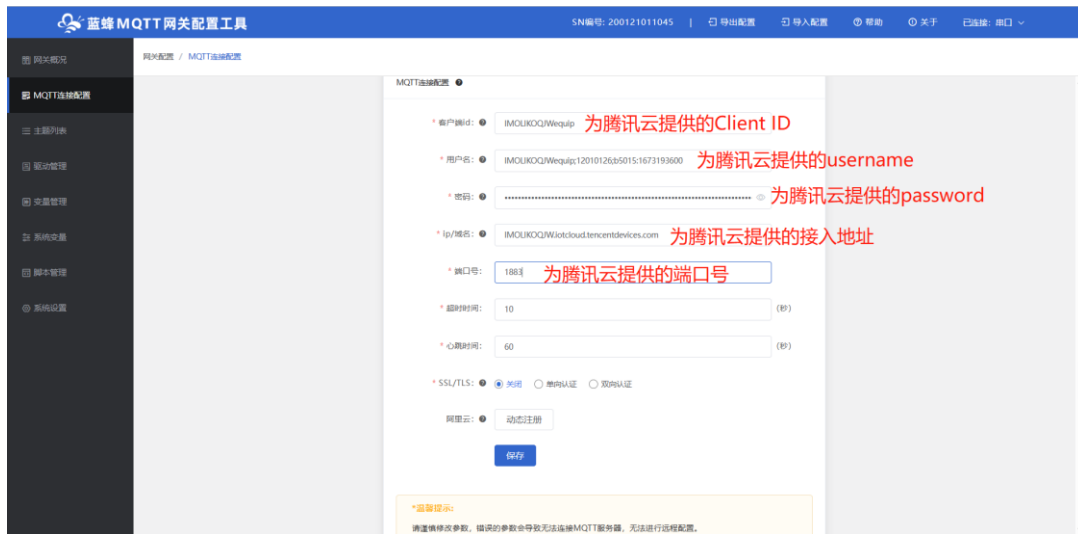 蓝蜂MQTT网关配置工具
SN编号: 200121011045 | 导出配置 导入配置 帮助 关于 已连接: 串口
网关概况
网关配置 / MQTT连接配置
MQTT连接配置
MQTT连接配置
* 客户端id: IMOLIKOQJWequip 为腾讯云提供的Client ID
主题列表
* 用户名: IMOLIKOQJWequip;12010126;b5015:1673193600 为腾讯云提供的username
驱动管理
* 密码: 为腾讯云提供的password
变量管理
* ip/域名: IMOLIKOQJW.iotcloud.tencentdevices.com 为腾讯云提供的接入地址
系统变量
* 端口号: 1883 为腾讯云提供的端口号
脚本管理
* 超时时间: 10 (秒)
系统设置
* 心跳时间: 60 (秒)
* SSL/TLS: 关闭 单向认证 双向认证
阿里云: 动态注册
保存
*温馨提示:
请谨慎修改参数，错误的参数会导致无法连接MQTT服务器，无法进行远程配置。